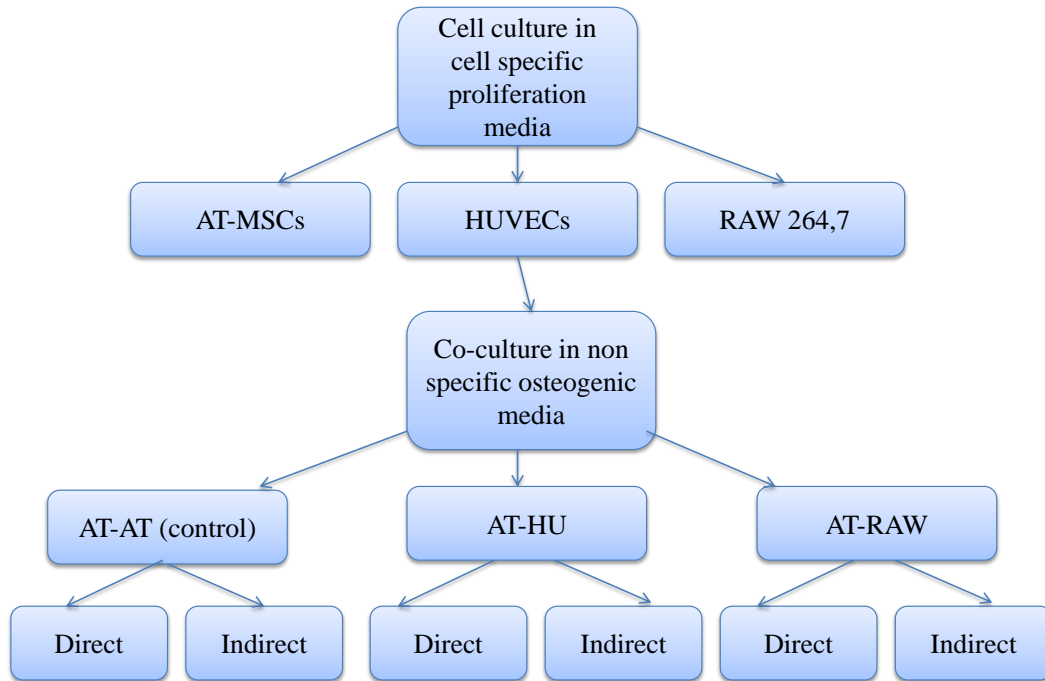 Cell culture in
cell specific
proliferation
media
AT-MSCs
HUVECs
RAW 264,7
Co-culture in non
specific osteogenic
media
AT-AT (control)
AT-HU
AT-RAW
Direct
Indirect
Direct
Indirect
Direct
Indirect